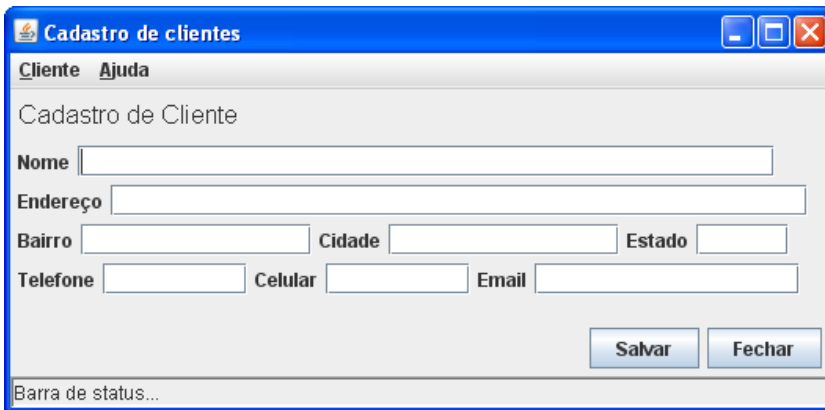 Cadastro de clientes
Cliente Ajuda
Cadastro de Cliente
Nome
Endereço
Bairro Cidade Estado
Telefone Celular Email
Salvar Fechar
Barra de status...